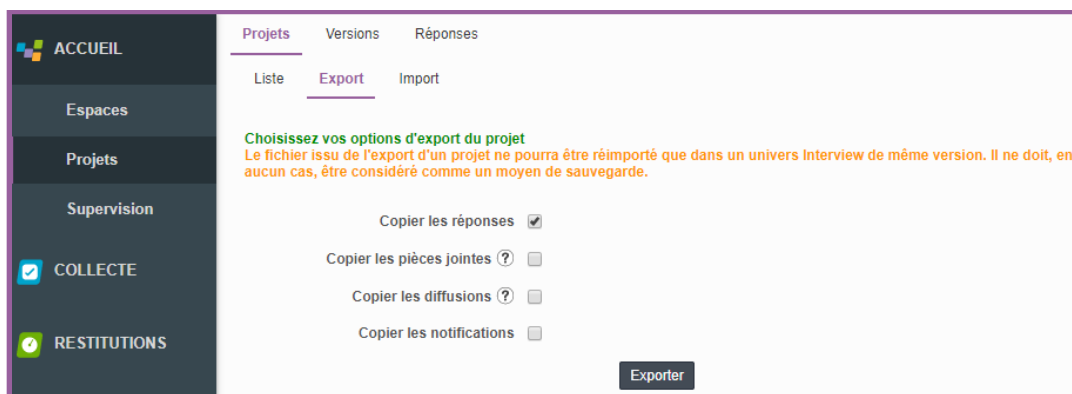 ACCUEIL
Espaces
Projets
Supervision
COLLECTE
RESTITUTIONS
Projets Versions Réponses
Liste Export Import
Choisissez vos options d'export du projet
Le fichier issu de l'export d'un projet ne pourra être réimporté que dans un univers Interview de même version. Il ne doit, en
aucun cas, être considéré comme un moyen de sauvegarde.
Copier les réponses
Copier les pièces jointes ?
Copier les diffusions ?
Copier les notifications
Exporter